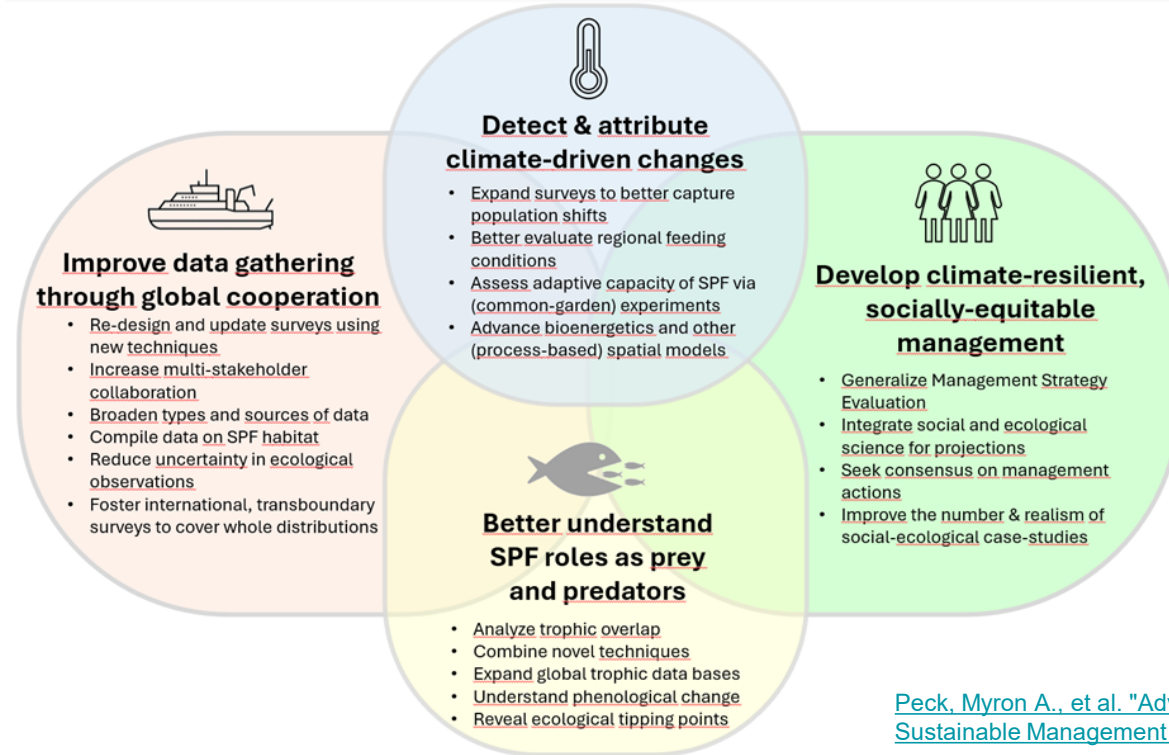 Detect & attribute
climate-driven changes
• Expand surveys to better capture
population shifts
• Better evaluate regional feeding
conditions
• Assess adaptive capacity of SPF via
(common-garden) experiments
• Advance bioenergetics and other
(process-based) spatial models
Improve data gathering
through global cooperation
• Re-design and update surveys using
new techniques
• Increase multi-stakeholder
collaboration
• Broaden types and sources of data
• Compile data on SPF habitat
• Reduce uncertainty in ecological
observations
• Foster international, transboundary
surveys to cover whole distributions
Develop climate-resilient,
socially-equitable
management
• Generalize Management Strategy
Evaluation
• Integrate social and ecological
science for projections
• Seek consensus on management
actions
• Improve the number & realism of
social-ecological case-studies
Better understand
SPF roles as prey
and predators
• Analyze trophic overlap
• Combine novel techniques
• Expand global trophic data bases
• Understand phenological change
• Reveal ecological tipping points
Peck, Myron A., et al. "Adv
Sustainable Management